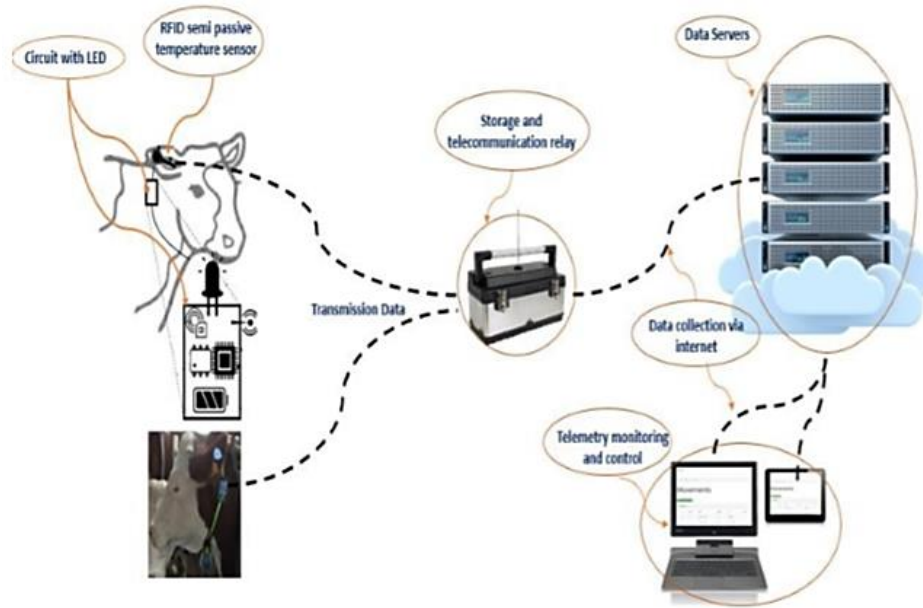 RFID semi passive
temperature sensor
Circuit with LED
Data Servers
Storage and
telecommunication relay
Transmission Data
Data collection via
internet
Telemetry monitoring
and control
Movements